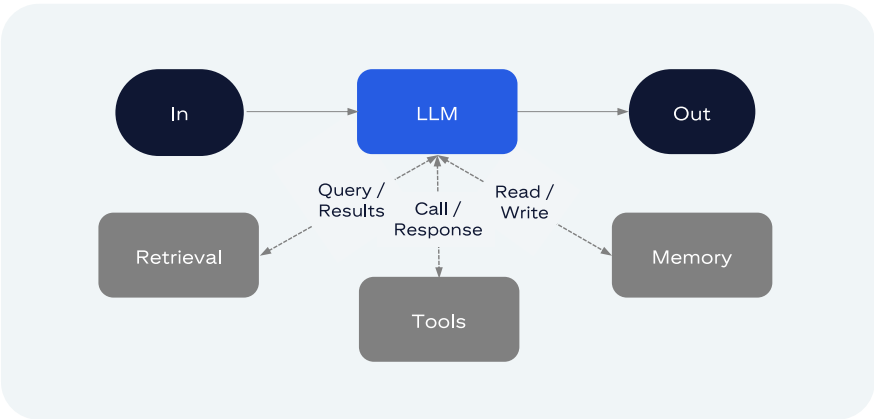 In
LLM
Out
Query /
Results
Call /
Response
Read /
Write
Retrieval
Tools
Memory